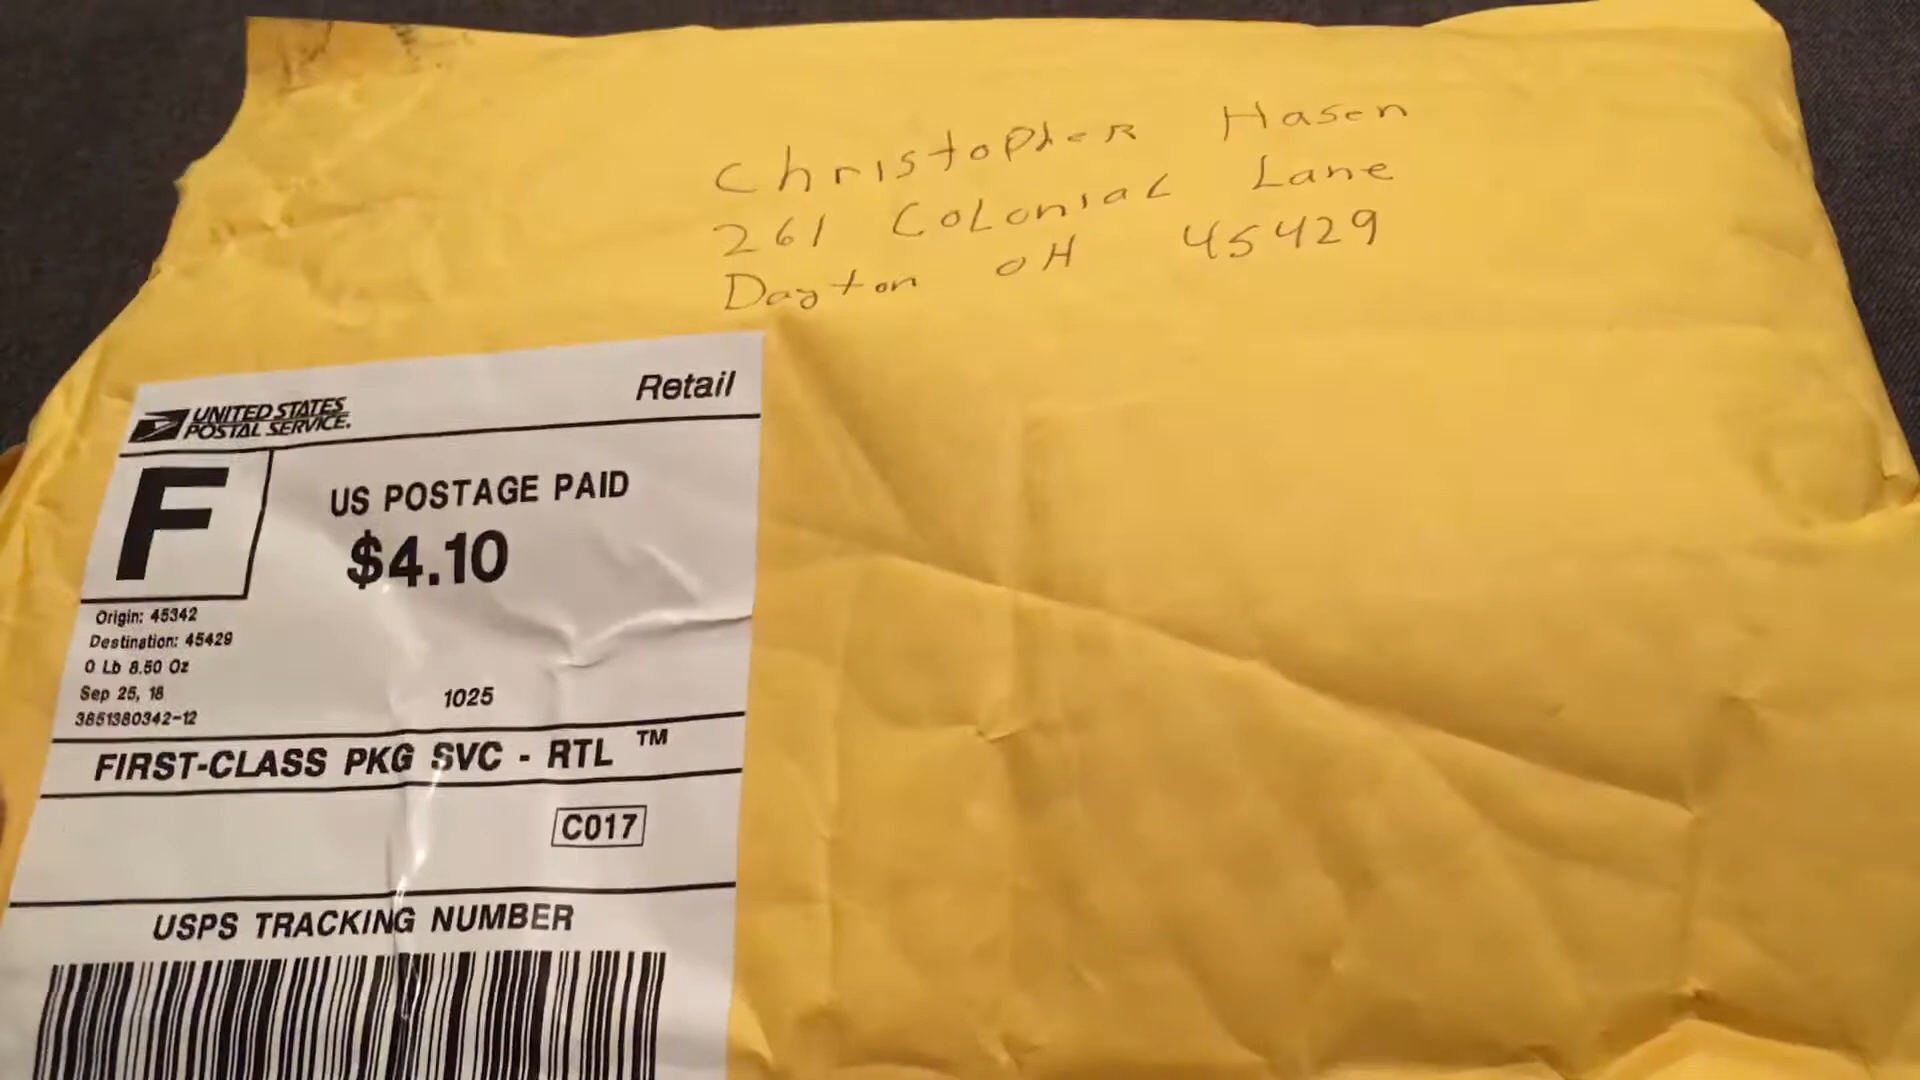 Christopher Hasen
261 Colonial Lane
Dayton OH 45429
UNITED STATES
POSTAL SERVICE.
Retail
F
US POSTAGE PAID
$4.10
Origin: 45342
Destination: 45429
0 Lb 8.50 Oz
Sep 25, 18
3851380342-12
1025
FIRST-CLASS PKG SVC - RTL ™
C017
USPS TRACKING NUMBER